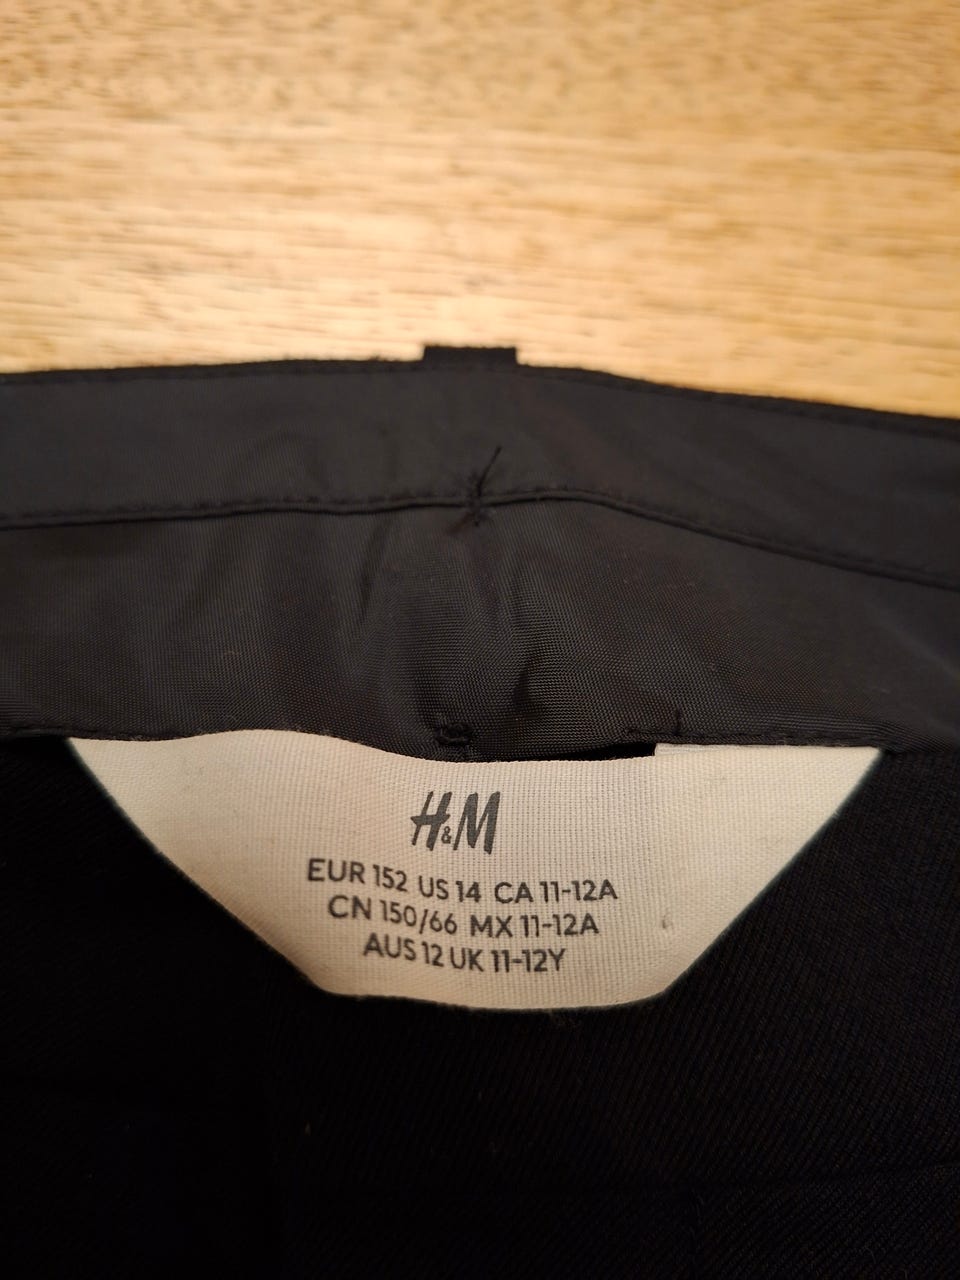 H&M
EUR 152 US 14 CA 11-12A
CN 150/66 MX 11-12A
AUS 12 UK 11-12Y